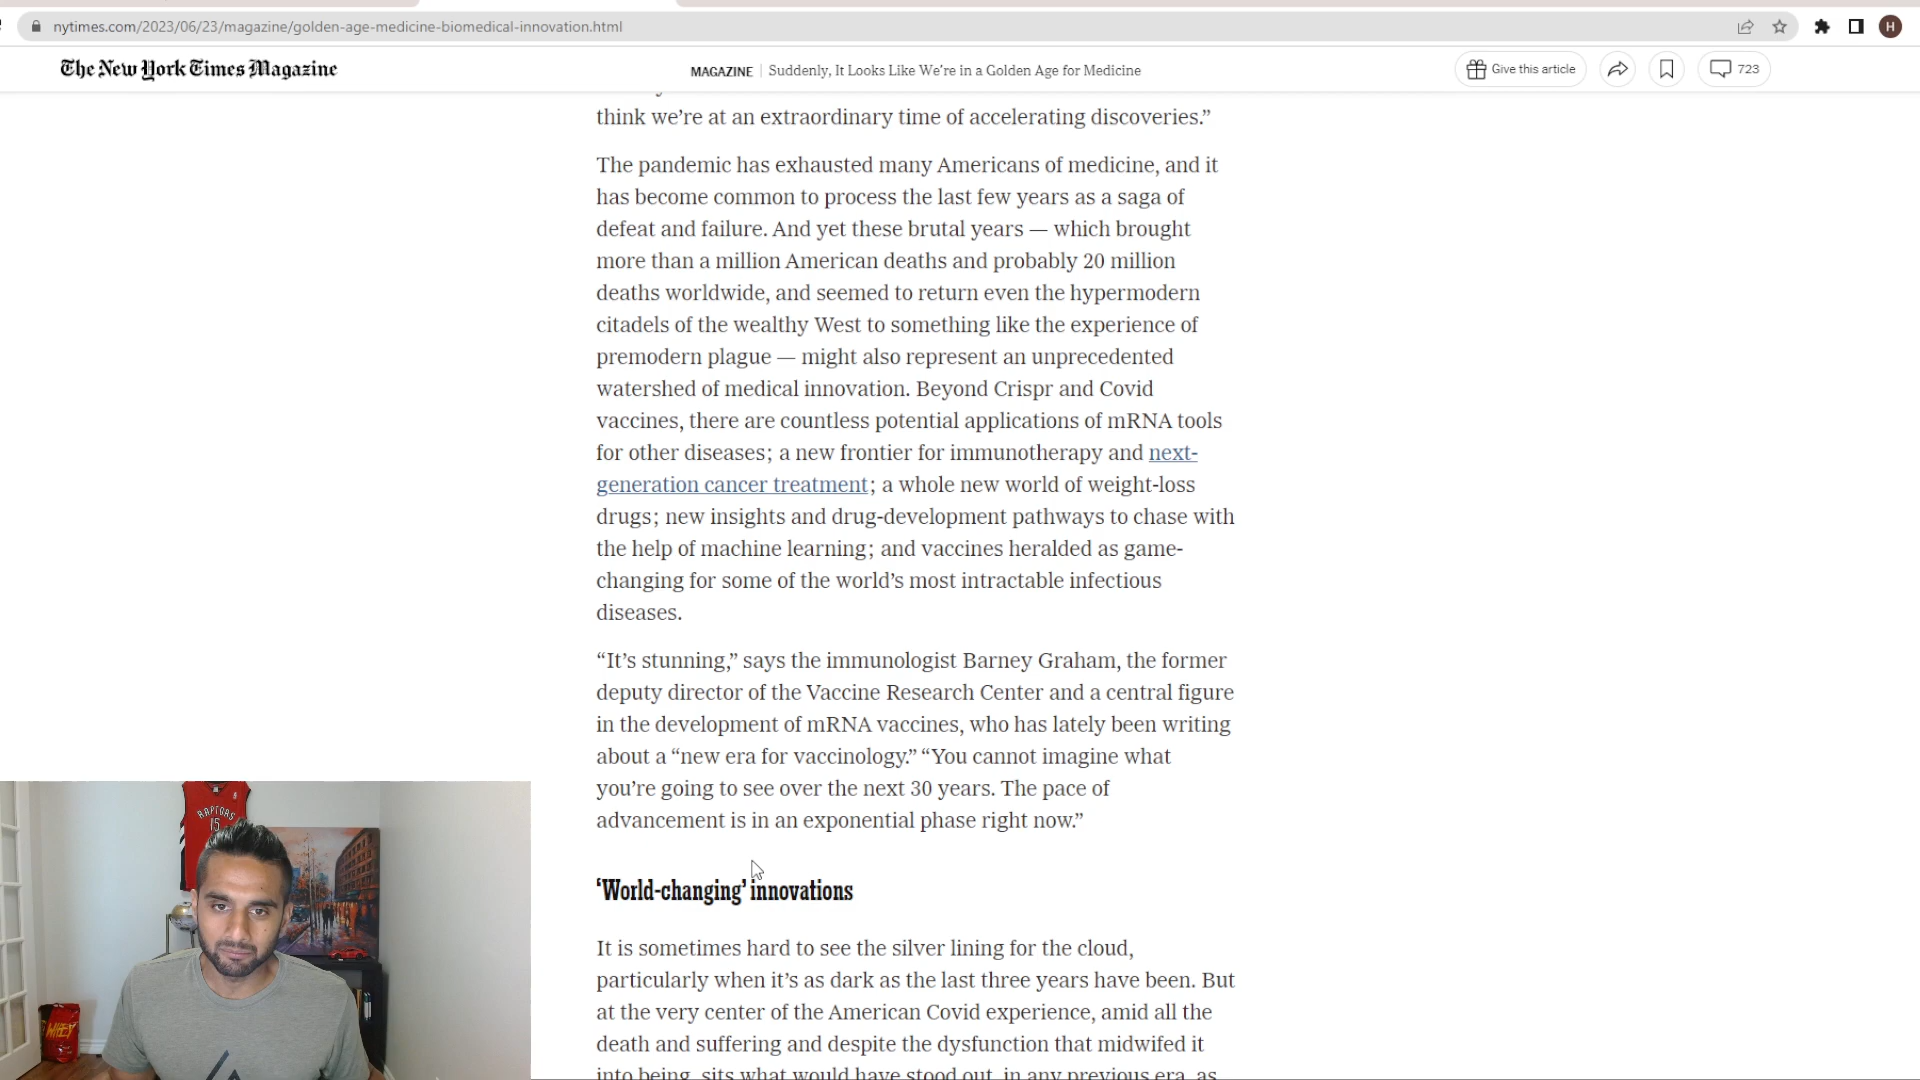 nytimes.com/2023/06/23/magazine/golden-age-medicine-biomedical-innovation.html
H
The New York Times Magazine
MAGAZINE | Suddenly, It Looks Like We’re in a Golden Age for Medicine
Give this article
723
think we’re at an extraordinary time of accelerating discoveries.”
The pandemic has exhausted many Americans of medicine, and it
has become common to process the last few years as a saga of
defeat and failure. And yet these brutal years — which brought
more than a million American deaths and probably 20 million
deaths worldwide, and seemed to return even the hypermodern
citadels of the wealthy West to something like the experience of
premodern plague — might also represent an unprecedented
watershed of medical innovation. Beyond Crispr and Covid
vaccines, there are countless potential applications of mRNA tools
for other diseases; a new frontier for immunotherapy and next-
generation cancer treatment; a whole new world of weight-loss
drugs; new insights and drug-development pathways to chase with
the help of machine learning; and vaccines heralded as game-
changing for some of the world’s most intractable infectious
diseases.
“It’s stunning,” says the immunologist Barney Graham, the former
deputy director of the Vaccine Research Center and a central figure
in the development of mRNA vaccines, who has lately been writing
about a “new era for vaccinology.” “You cannot imagine what
you’re going to see over the next 30 years. The pace of
advancement is in an exponential phase right now.”
‘World-changing’ innovations
It is sometimes hard to see the silver lining for the cloud,
particularly when it’s as dark as the last three years have been. But
at the very center of the American Covid experience, amid all the
death and suffering and despite the dysfunction that midwifed it
into being, sits what would have stood out, in any previous era, as
RAPTORS
15
WHEY